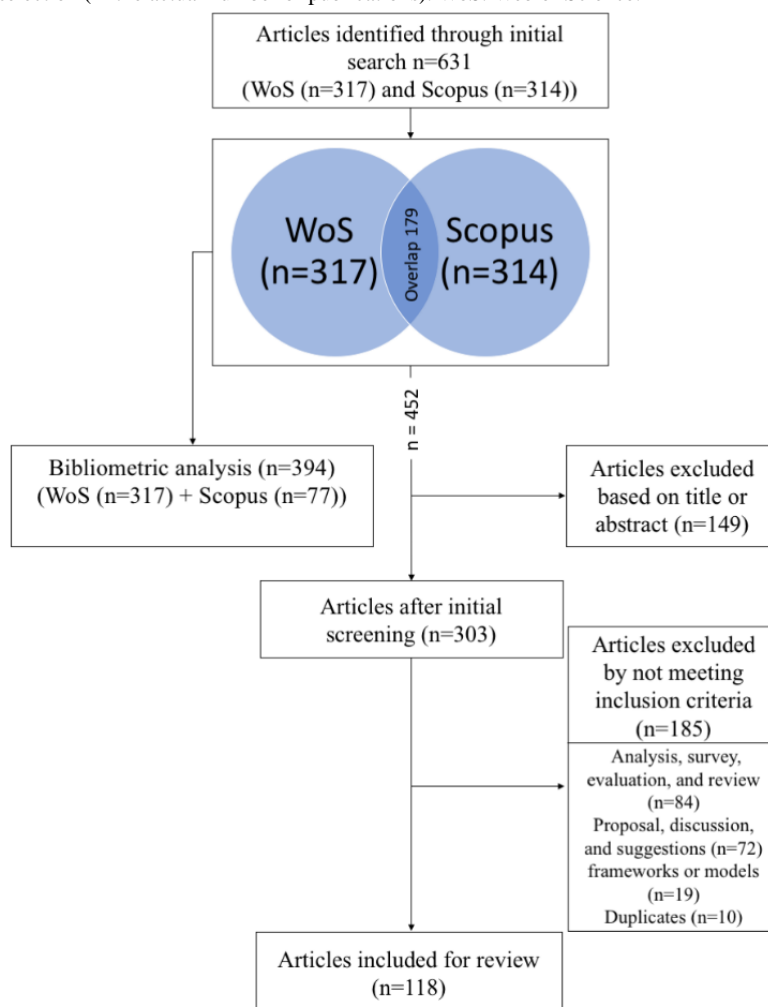 Articles identified through initial
search n=631
(WoS (n=317) and Scopus (n=314))
WoS
(n=317)
Overlap 179
Scopus
(n=314)
n = 452
Bibliometric analysis (n=394)
(WoS (n=317) + Scopus (n=77))
Articles excluded
based on title or
abstract (n=149)
Articles after initial
screening (n=303)
Articles excluded
by not meeting
inclusion criteria
(n=185)
Analysis, survey,
evaluation, and review
(n=84)
Proposal, discussion,
and suggestions (n=72)
frameworks or models
(n=19)
Duplicates (n=10)
Articles included for review
(n=118)